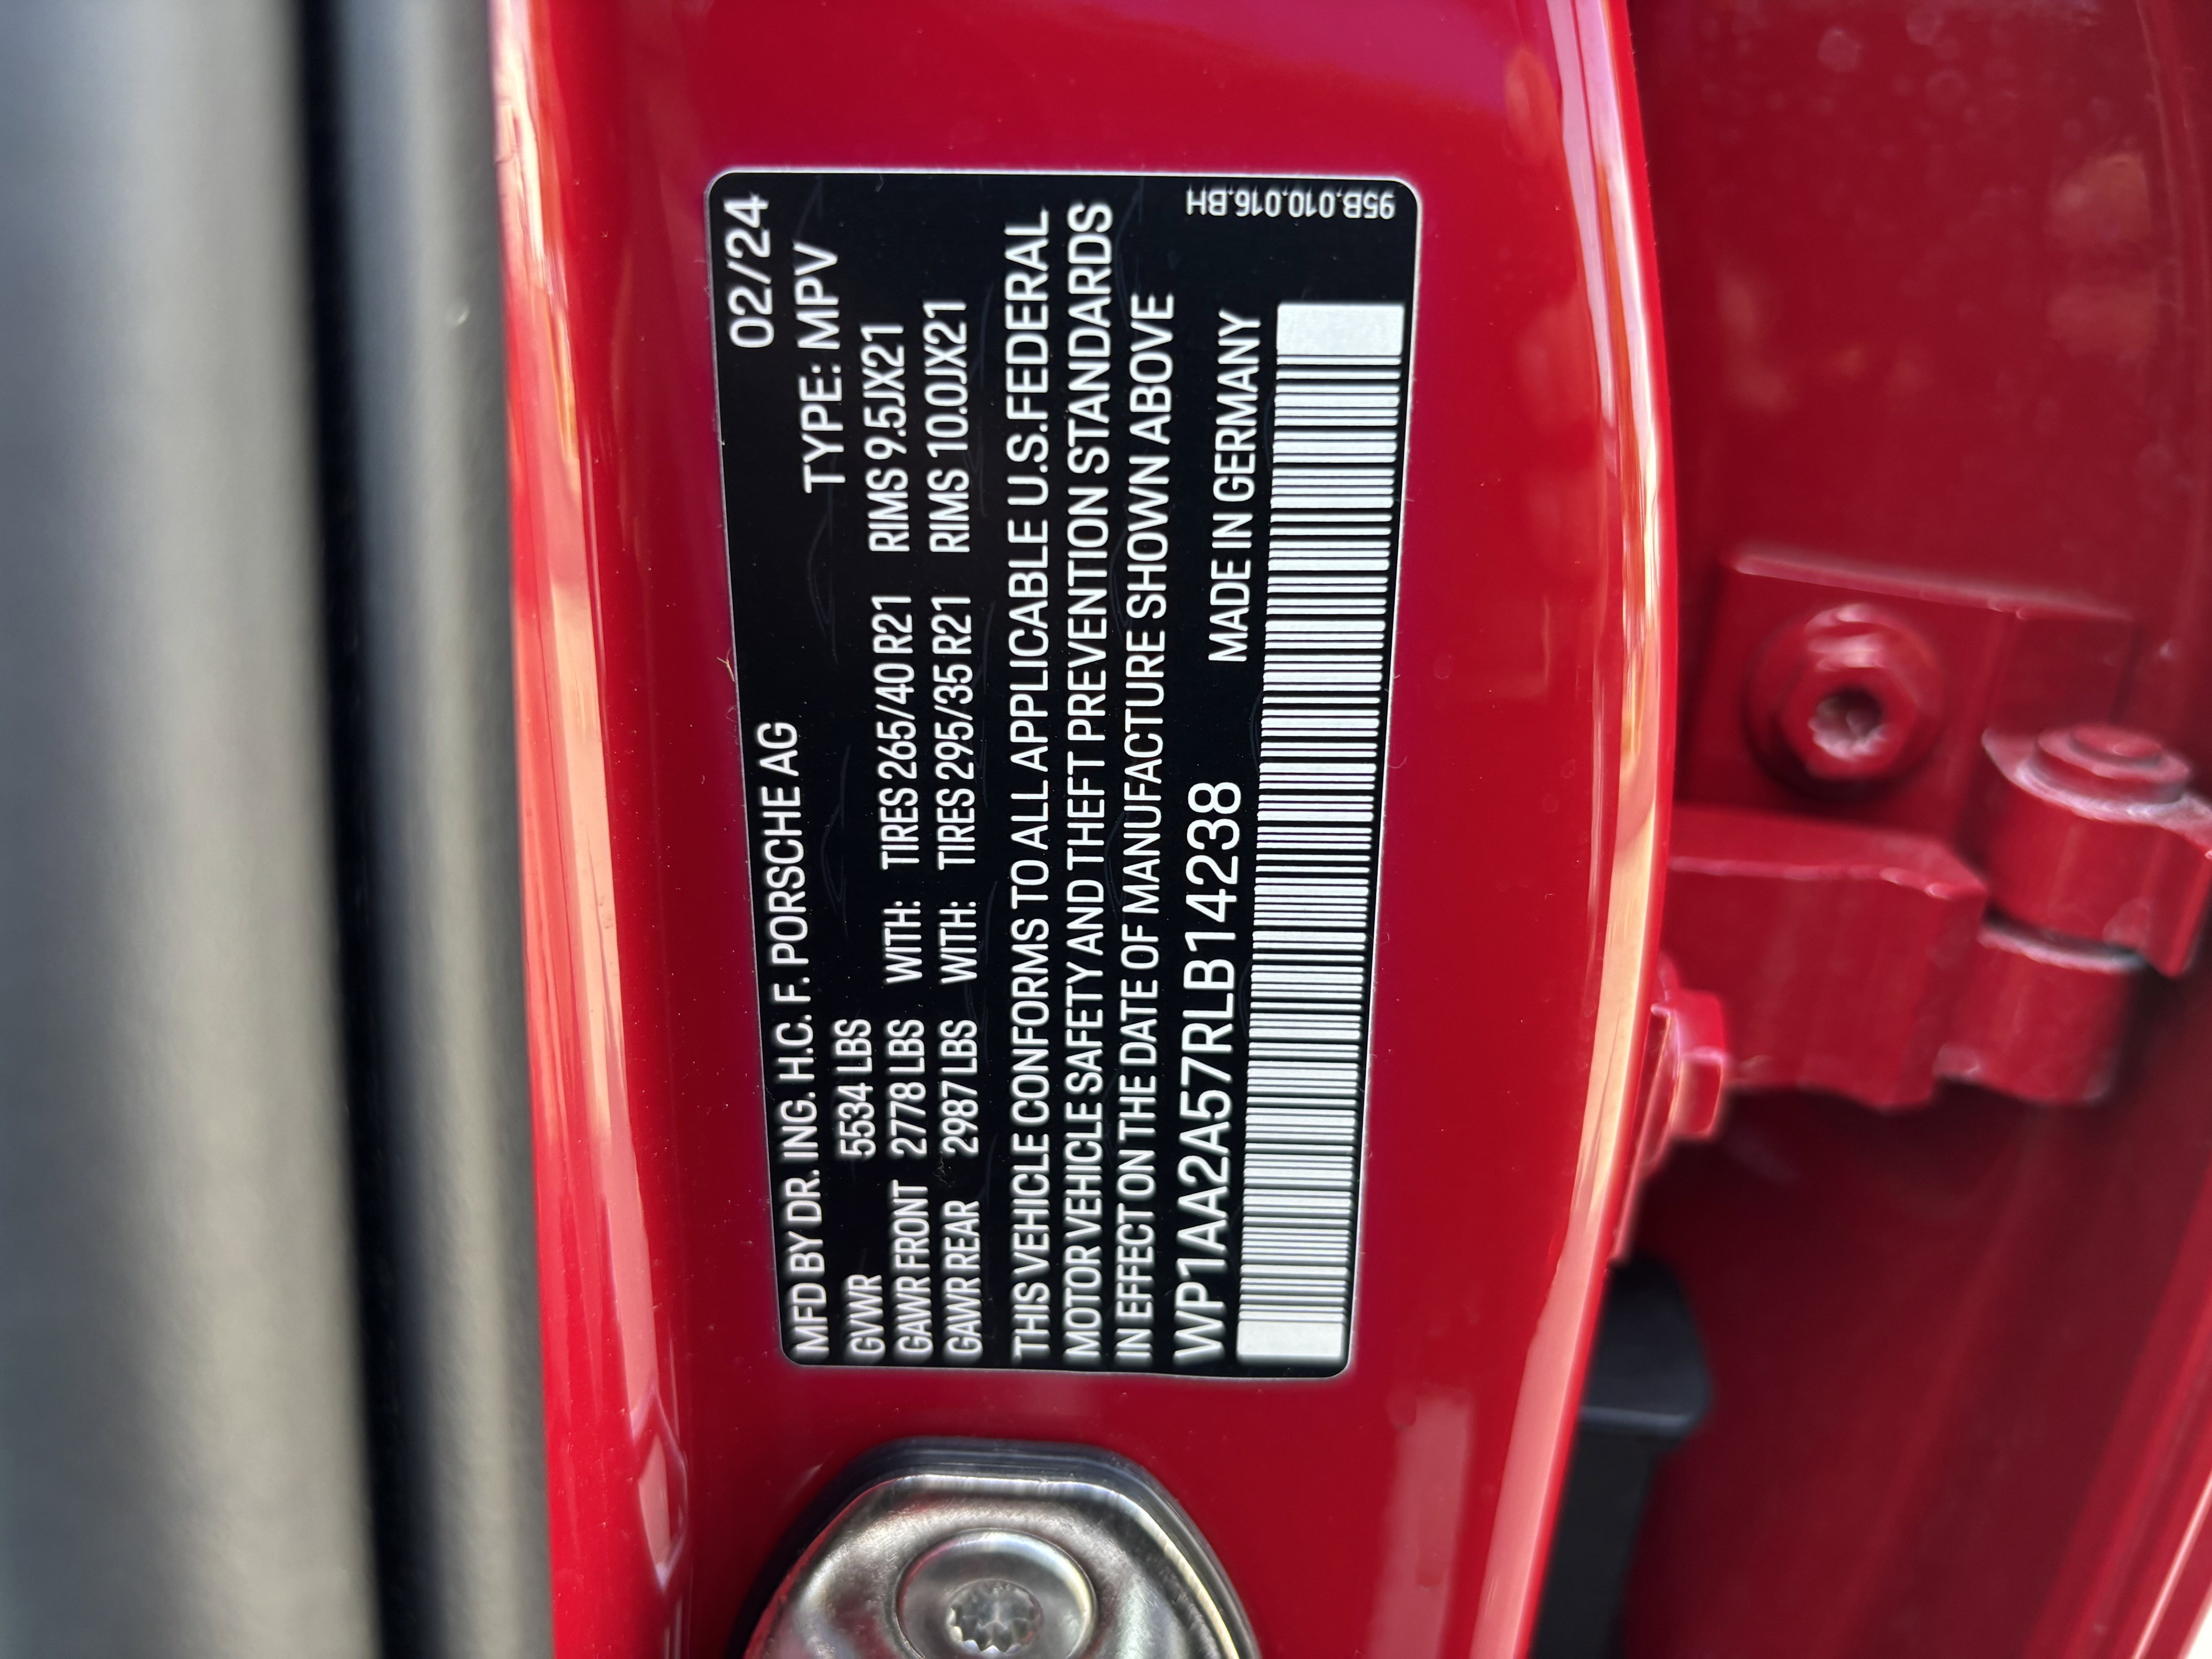 MFD BY DR. ING. H.C. F. PORSCHE AG 02/24
TYPE: MPV
GVWR 5534 LBS
GAWR FRONT 2778 LBS WITH: TIRES 265/40 R21 RIMS 9.5JX21
GAWR REAR 2987 LBS WITH: TIRES 295/35 R21 RIMS 10.0JX21
THIS VEHICLE CONFORMS TO ALL APPLICABLE U.S.FEDERAL
MOTOR VEHICLE SAFETY AND THEFT PREVENTION STANDARDS
IN EFFECT ON THE DATE OF MANUFACTURE SHOWN ABOVE
WP1AA2A57RLB14238 MADE IN GERMANY
95B.010.016.BH